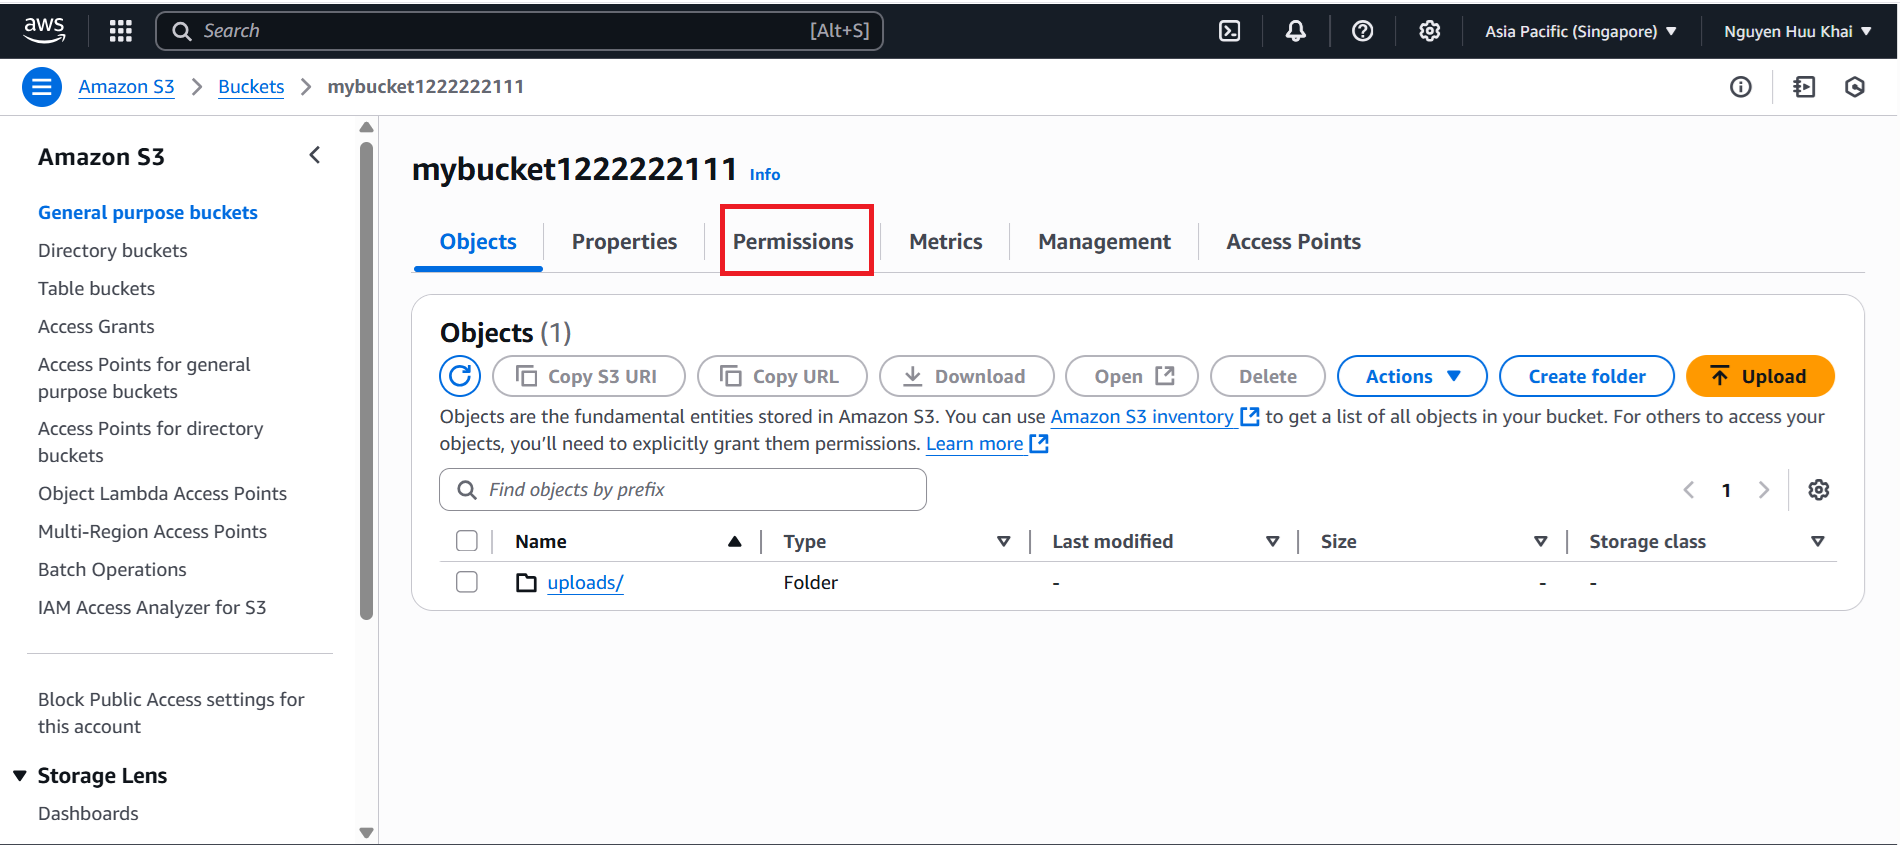 aws Search [Alt+S] Asia Pacific (Singapore) Nguyen Huu Khai
Amazon S3 Buckets mybucket1222222111
Amazon S3
General purpose buckets
Directory buckets
Table buckets
Access Grants
Access Points for general
purpose buckets
Access Points for directory
buckets
Object Lambda Access Points
Multi-Region Access Points
Batch Operations
IAM Access Analyzer for S3
Block Public Access settings for
this account
Storage Lens
Dashboards
mybucket1222222111 Info
Objects Properties Permissions Metrics Management Access Points
Objects (1)
Copy S3 URI Copy URL Download Open Delete Actions Create folder Upload
Objects are the fundamental entities stored in Amazon S3. You can use Amazon S3 inventory to get a list of all objects in your bucket. For others to access your
objects, you’ll need to explicitly grant them permissions. Learn more
Find objects by prefix 1
Name Type Last modified Size Storage class
uploads/ Folder - - -